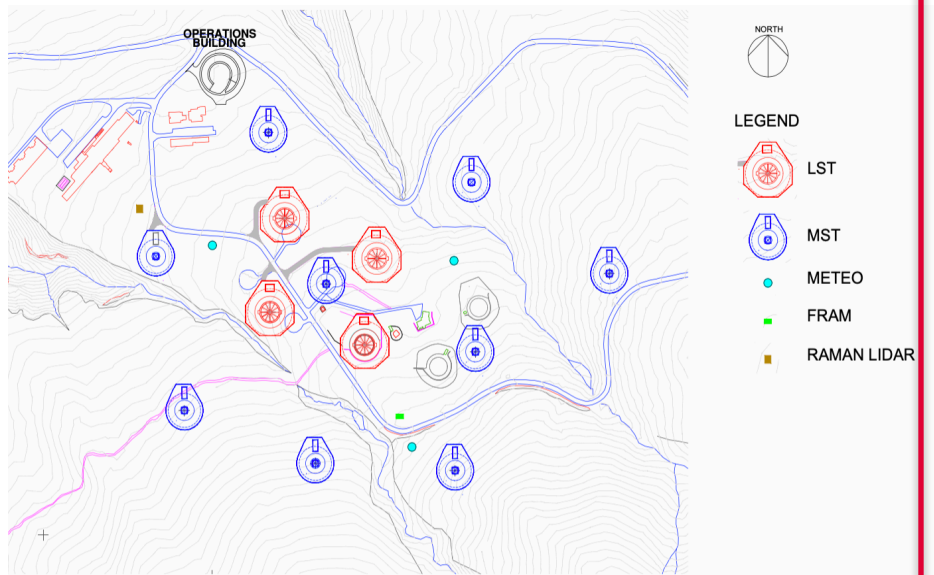 OPERATIONS
BUILDING
NORTH
LEGEND
LST
MST
METEO
FRAM
RAMAN LIDAR